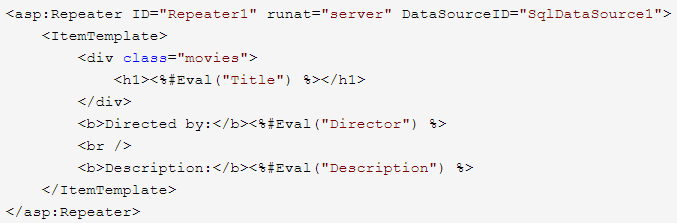 <asp:Repeater ID="Repeater1" runat="server" DataSourceID="SqlDataSource1">
    <ItemTemplate>
        <div class="movies">
            <h1><%#Eval("Title") %></h1>
        </div>
        <b>Directed by:</b><%#Eval("Director") %>
        <br />
        <b>Description:</b><%#Eval("Description") %>
    </ItemTemplate>
</asp:Repeater>